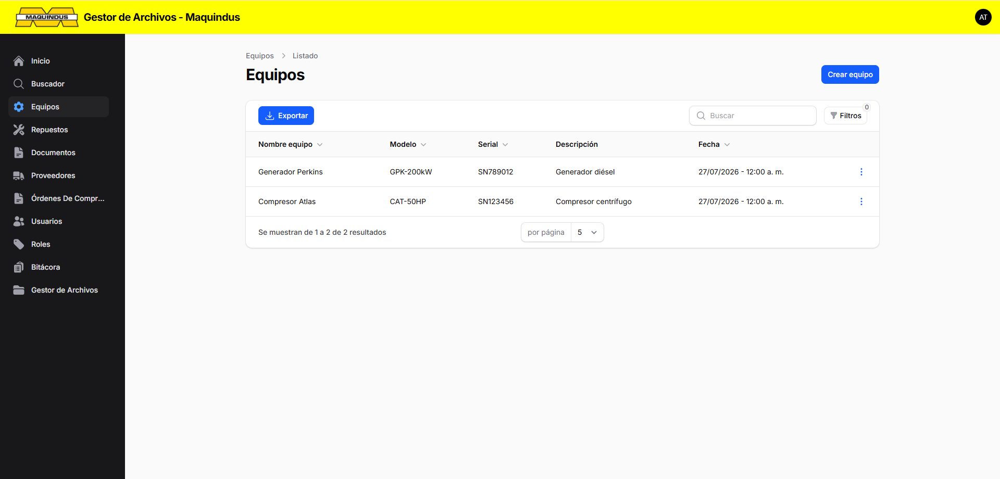 MAQUINDUS
Gestor de Archivos - Maquindus
AT
Inicio
Buscador
Equipos
Repuestos
Documentos
Proveedores
Órdenes De Compr...
Usuarios
Roles
Bitácora
Gestor de Archivos
Equipos > Listado
Equipos
Crear equipo
Exportar
Buscar
Filtros
0
Nombre equipo Modelo Serial Descripción Fecha
Generador Perkins GPK-200kW SN789012 Generador diésel 27/07/2026 - 12:00 a. m.
Compresor Atlas CAT-50HP SN123456 Compresor centrífugo 27/07/2026 - 12:00 a. m.
Se muestran de 1 a 2 de 2 resultados
por página 5